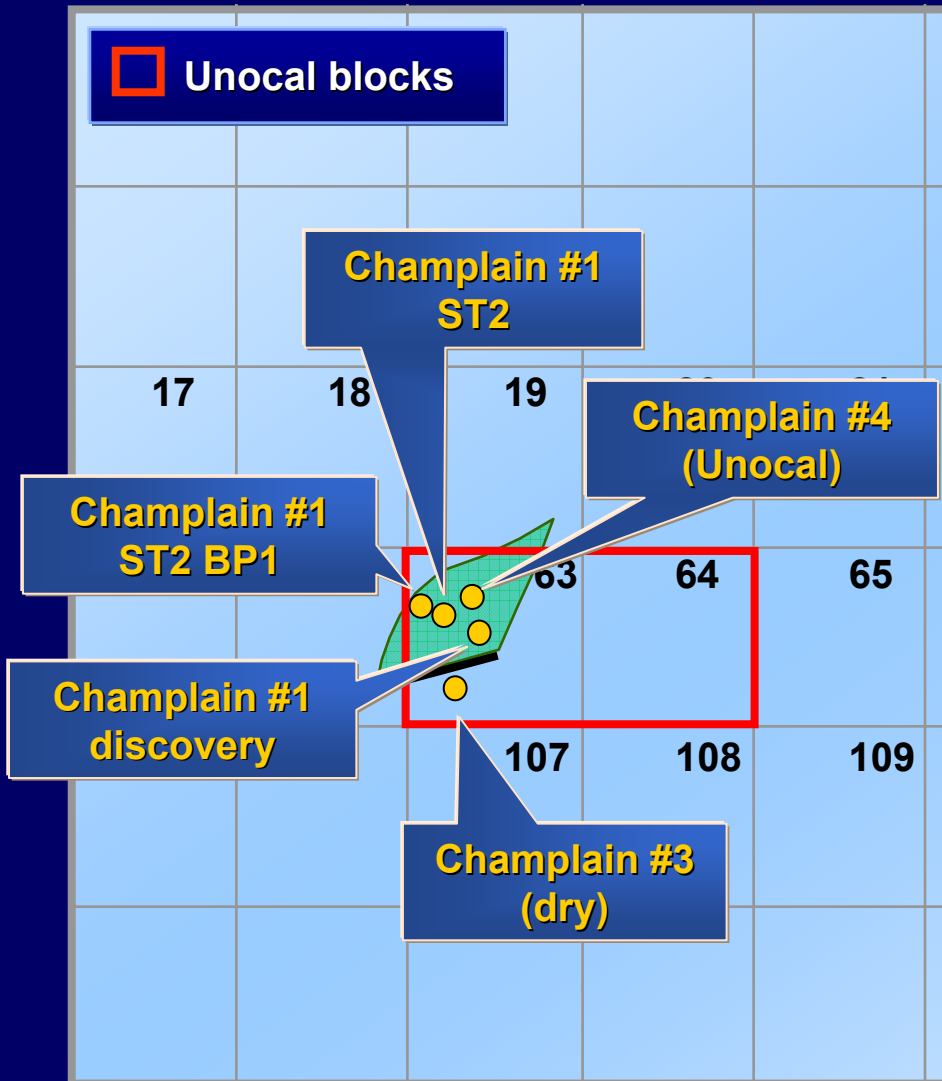 Unocal blocks
Champlain #1
ST2
17
18
19
Champlain #4
(Unocal)
Champlain #1
ST2 BP1
63
64
65
Champlain #1
discovery
107
108
109
Champlain #3
(dry)